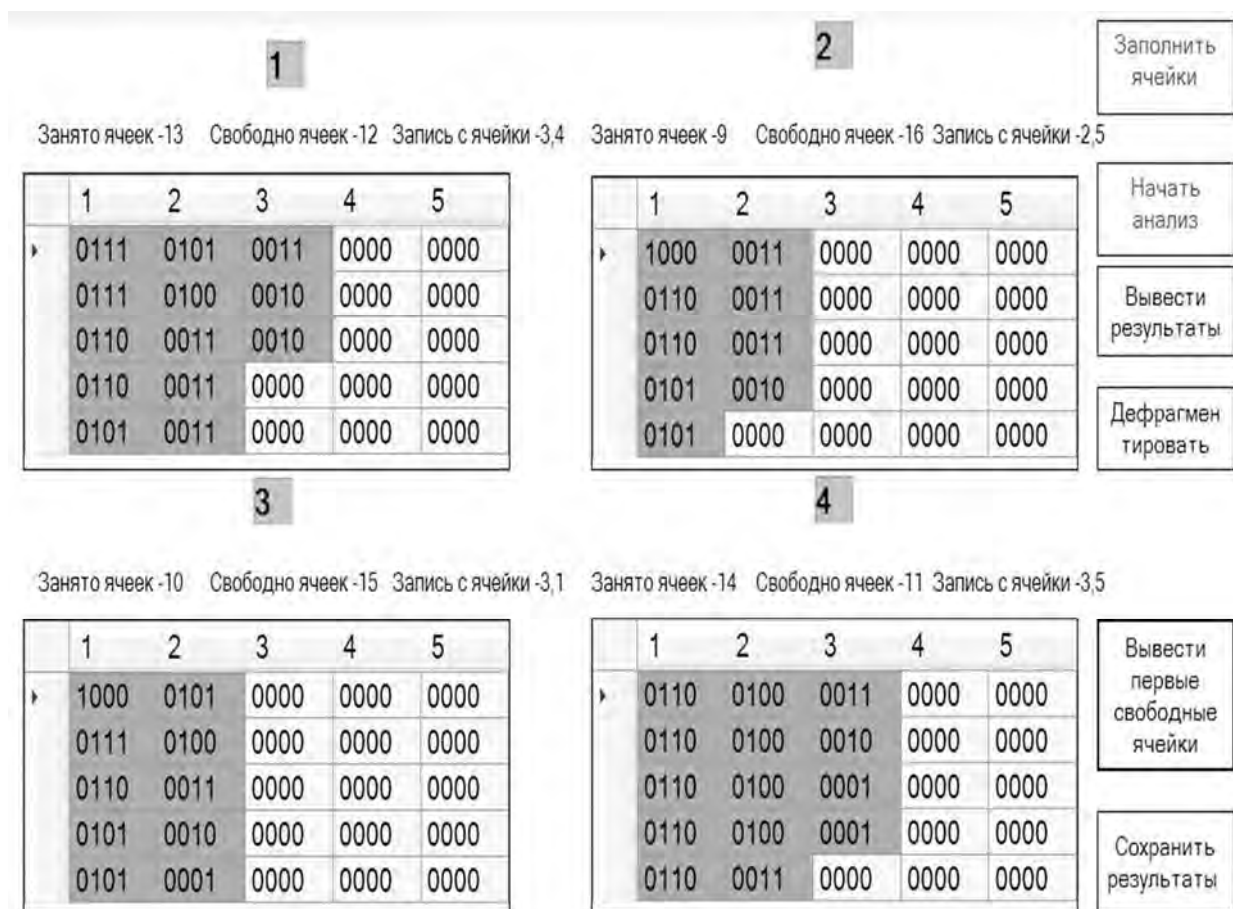 1
Занято ячеек -13 Свободно ячеек -12 Запись с ячейки -3,4
1 2 3 4 5
0111 0101 0011 0000 0000
0111 0100 0010 0000 0000
0110 0011 0010 0000 0000
0110 0011 0000 0000 0000
0101 0011 0000 0000 0000
2
Занято ячеек -9 Свободно ячеек -16 Запись с ячейки -2,5
1 2 3 4 5
1000 0011 0000 0000 0000
0110 0011 0000 0000 0000
0110 0011 0000 0000 0000
0101 0010 0000 0000 0000
0101 0000 0000 0000 0000
3
Занято ячеек -10 Свободно ячеек -15 Запись с ячейки -3,1
1 2 3 4 5
1000 0101 0000 0000 0000
0111 0100 0000 0000 0000
0110 0011 0000 0000 0000
0101 0010 0000 0000 0000
0101 0001 0000 0000 0000
4
Занято ячеек -14 Свободно ячеек -11 Запись с ячейки -3,5
1 2 3 4 5
0110 0100 0011 0000 0000
0110 0100 0010 0000 0000
0110 0100 0001 0000 0000
0110 0100 0001 0000 0000
0110 0011 0000 0000 0000
Заполнить
ячейки
Начать
анализ
Вывести
результаты
Дефрагмен
тировать
Вывести
первые
свободные
ячейки
Сохранить
результаты